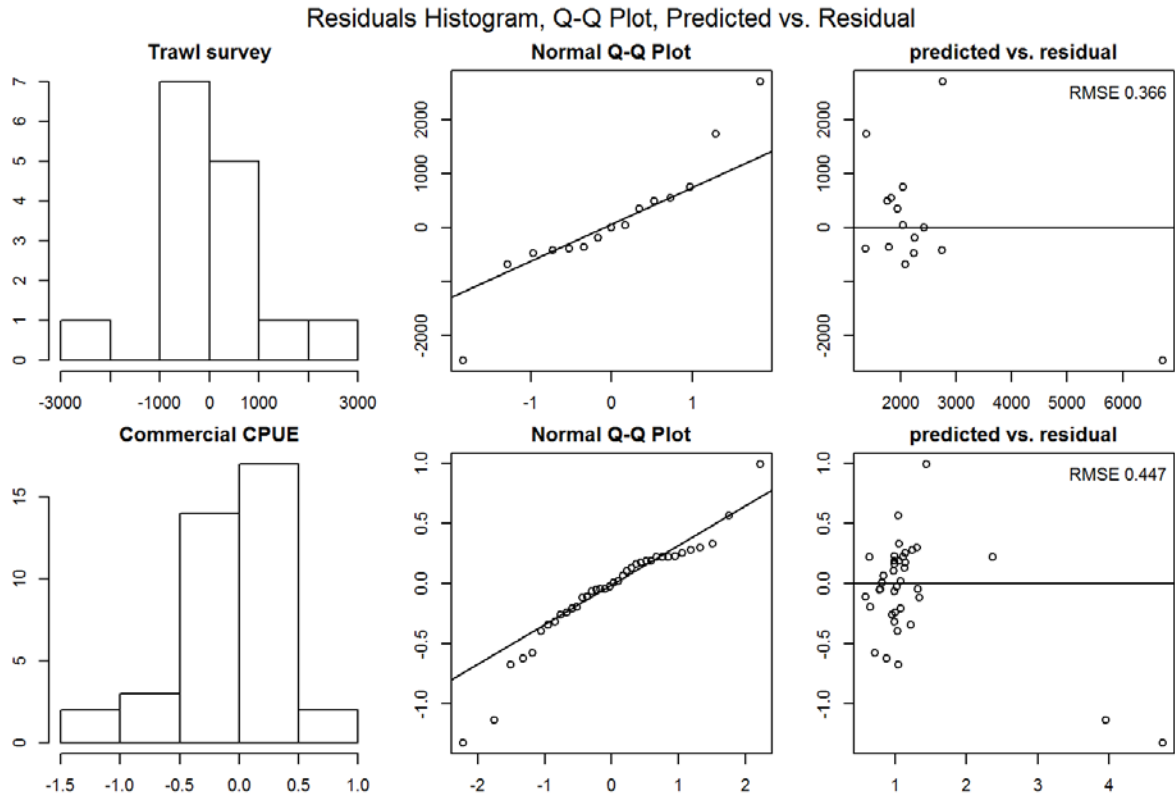 Residuals Histogram, Q-Q Plot, Predicted vs. Residual
Trawl survey
Normal Q-Q Plot
predicted vs. residual
7
6
5
4
3
2
1
0
-3000 -1000 0 1000 3000
2000
1000
0
-2000
-1 0 1
2000
1000
0
-2000
RMSE 0.366
2000 3000 4000 5000 6000
Commercial CPUE
Normal Q-Q Plot
predicted vs. residual
15
10
5
0
-1.5 -1.0 -0.5 0.0 0.5 1.0
1.0
0.5
0.0
-0.5
-1.0
-2 -1 0 1 2
1.0
0.5
0.0
-0.5
-1.0
RMSE 0.447
1 2 3 4